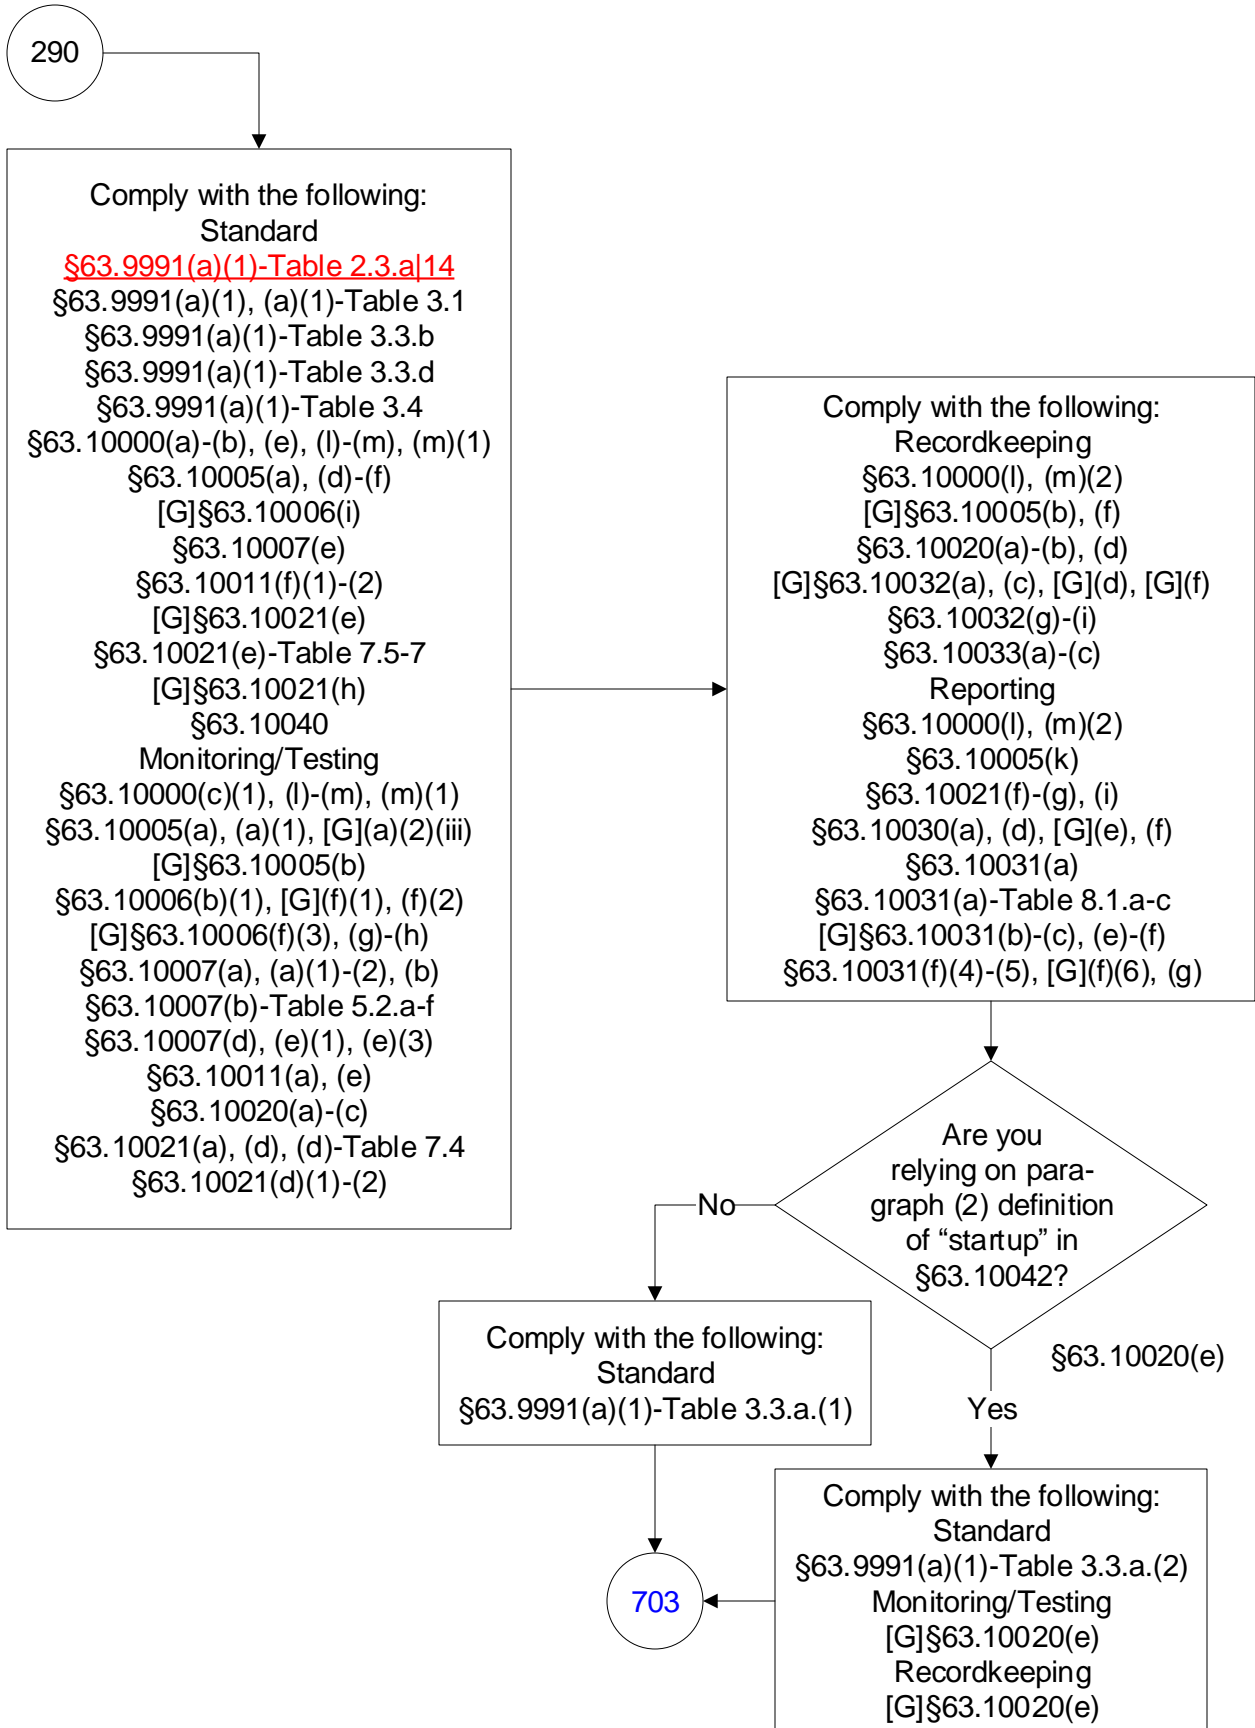 290
Comply with the following:
Standard
§63.9991(a)(1)-Table 2.3.a|14
§63.9991(a)(1), (a)(1)-Table 3.1
§63.9991(a)(1)-Table 3.3.b
§63.9991(a)(1)-Table 3.3.d
§63.9991(a)(1)-Table 3.4
§63.10000(a)-(b), (e), (l)-(m), (m)(1)
§63.10005(a), (d)-(f)
[G]§63.10006(i)
§63.10007(e)
§63.10011(f)(1)-(2)
[G]§63.10021(e)
§63.10021(e)-Table 7.5-7
[G]§63.10021(h)
§63.10040
Monitoring/Testing
§63.10000(c)(1), (l)-(m), (m)(1)
§63.10005(a), (a)(1), [G](a)(2)(iii)
[G]§63.10005(b)
§63.10006(b)(1), [G](f)(1), (f)(2)
[G]§63.10006(f)(3), (g)-(h)
§63.10007(a), (a)(1)-(2), (b)
§63.10007(b)-Table 5.2.a-f
§63.10007(d), (e)(1), (e)(3)
§63.10011(a), (e)
§63.10020(a)-(c)
§63.10021(a), (d), (d)-Table 7.4
§63.10021(d)(1)-(2)
Comply with the following:
Recordkeeping
§63.10000(l), (m)(2)
[G]§63.10005(b), (f)
§63.10020(a)-(b), (d)
[G]§63.10032(a), (c), [G](d), [G](f)
§63.10032(g)-(i)
§63.10033(a)-(c)
Reporting
§63.10000(l), (m)(2)
§63.10005(k)
§63.10021(f)-(g), (i)
§63.10030(a), (d), [G](e), (f)
§63.10031(a)
§63.10031(a)-Table 8.1.a-c
[G]§63.10031(b)-(c), (e)-(f)
§63.10031(f)(4)-(5), [G](f)(6), (g)
Are you
relying on para-
graph (2) definition
of “startup” in
§63.10042?
No
§63.10020(e)
Yes
Comply with the following:
Standard
§63.9991(a)(1)-Table 3.3.a.(1)
Comply with the following:
Standard
§63.9991(a)(1)-Table 3.3.a.(2)
Monitoring/Testing
[G]§63.10020(e)
Recordkeeping
[G]§63.10020(e)
703